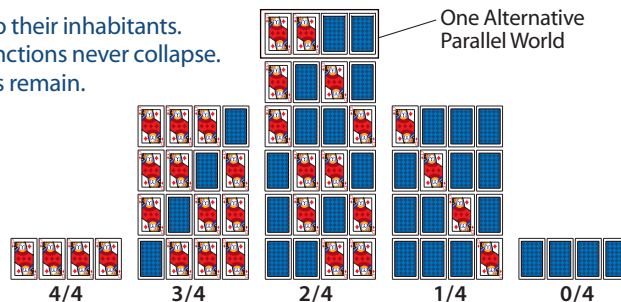 o their inhabitants.
nctions never collapse.
s remain.
One Alternative
Parallel World
4/4
3/4
2/4
1/4
0/4